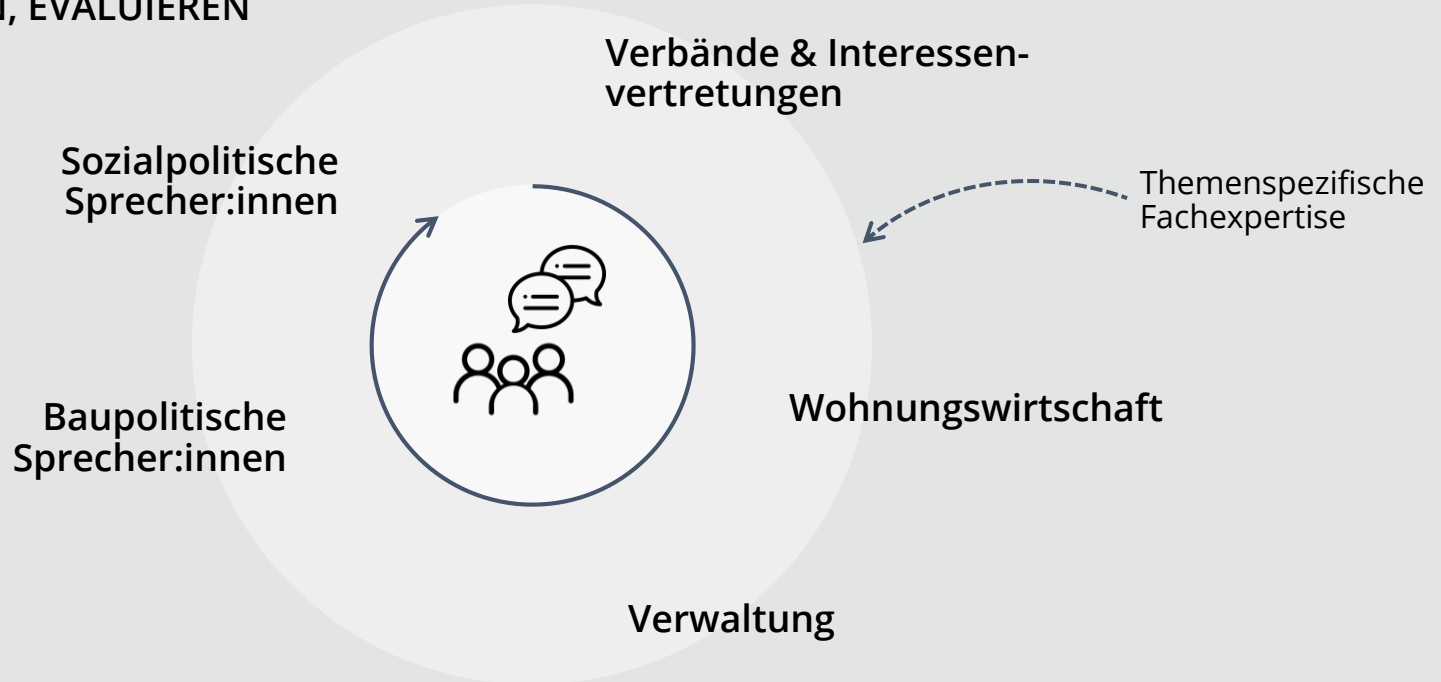 , EVALUIEREN
Verbände & Interessen-
vertretungen
Sozialpolitische
Sprecher:innen
Themenspezifische
Fachexpertise
Baupolitische
Sprecher:innen
Wohnungswirtschaft
Verwaltung